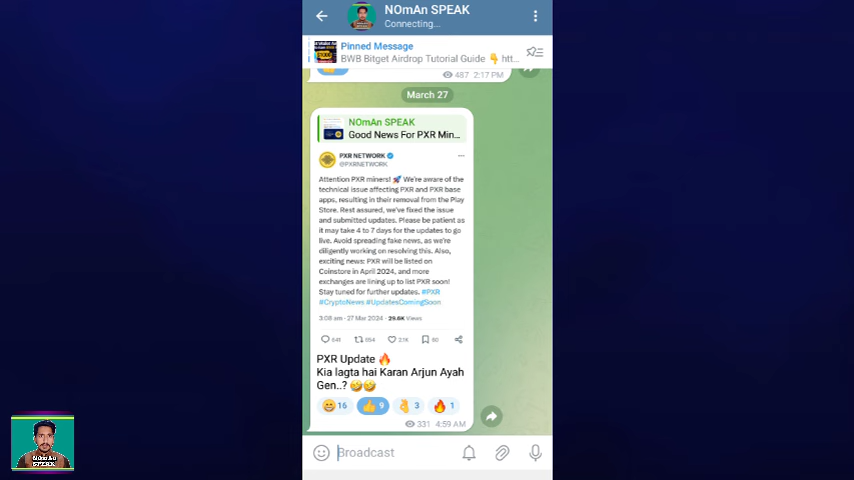 NOmAn SPEAK
Connecting...
Pinned Message
BWB Bitget Airdrop Tutorial Guide 👇 htt...
487 2:17 PM
March 27
NOmAn SPEAK
Good News For PXR Min...
PXR NETWORK
@PXRNETWORK
Attention PXR miners! 🚀 We're aware of the
technical issue affecting PXR and PXR base
apps, resulting in their removal from the Play
Store. Rest assured, we've fixed the issue
and submitted updates. Please be patient as
it may take 4 to 7 days for the updates to go
live. Avoid spreading fake news, as we're
diligently working on resolving this. Also,
exciting news: PXR will be listed on
Coinstore in April 2024, and more
exchanges are lining up to list PXR soon!
Stay tuned for further updates. #PXR
#CryptoNews #UpdatesComingSoon
3:08 am · 27 Mar 2024 · 29.6K Views
PXR Update 🔥
Kia lagta hai Karan Arjun Ayah
Gen..? 🤣🤣
😁 16 👍 9 👌 3 🔥 1
331 4:59 AM
Broadcast
NOmAn
SPEAK